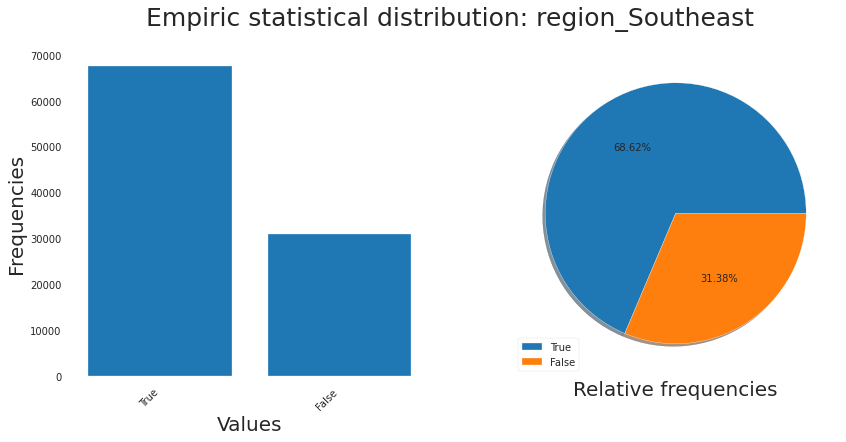 Empiric statistical distribution: region_Southeast
70000
60000
50000
40000
30000
20000
10000
0
Frequencies
True
False
Values
68.62%
31.38%
True
False
Relative frequencies